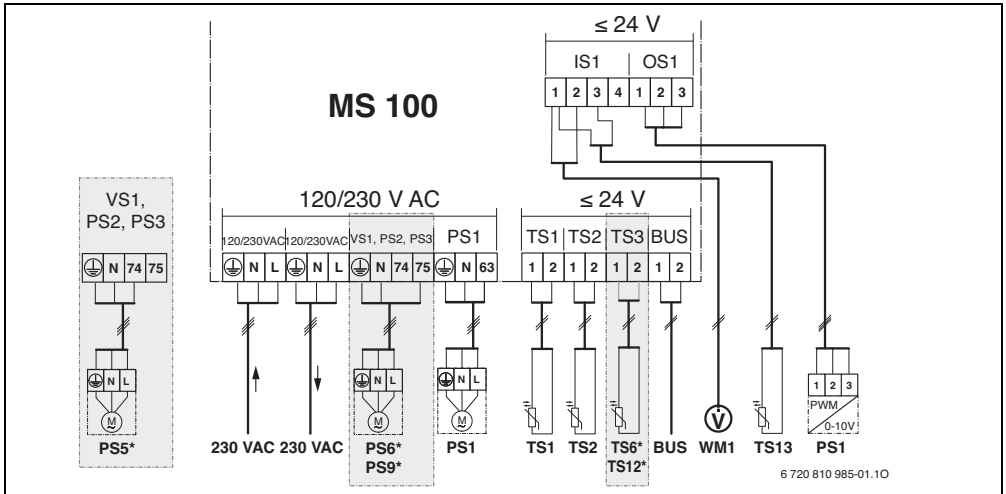 ≤ 24 V
IS1 OS1
1 2 3 4 1 2 3
MS 100
VS1,
PS2, PS3
N 74 75
120/230 V AC
≤ 24 V
120/230VAC 120/230VAC VS1, PS2, PS3 PS1
TS1 TS2 TS3 BUS
N L N L N 74 75 N 63
1 2 1 2 1 2 1 2
N L
M
~
PS5*
230 VAC 230 VAC
N L
M
~
PS6*
PS9*
N L
M
~
PS1
TS1 TS2 TS6* BUS
TS12*
V
WM1
TS13
1 2 3
PWM
0-10V
PS1
6 720 810 985-01.1O